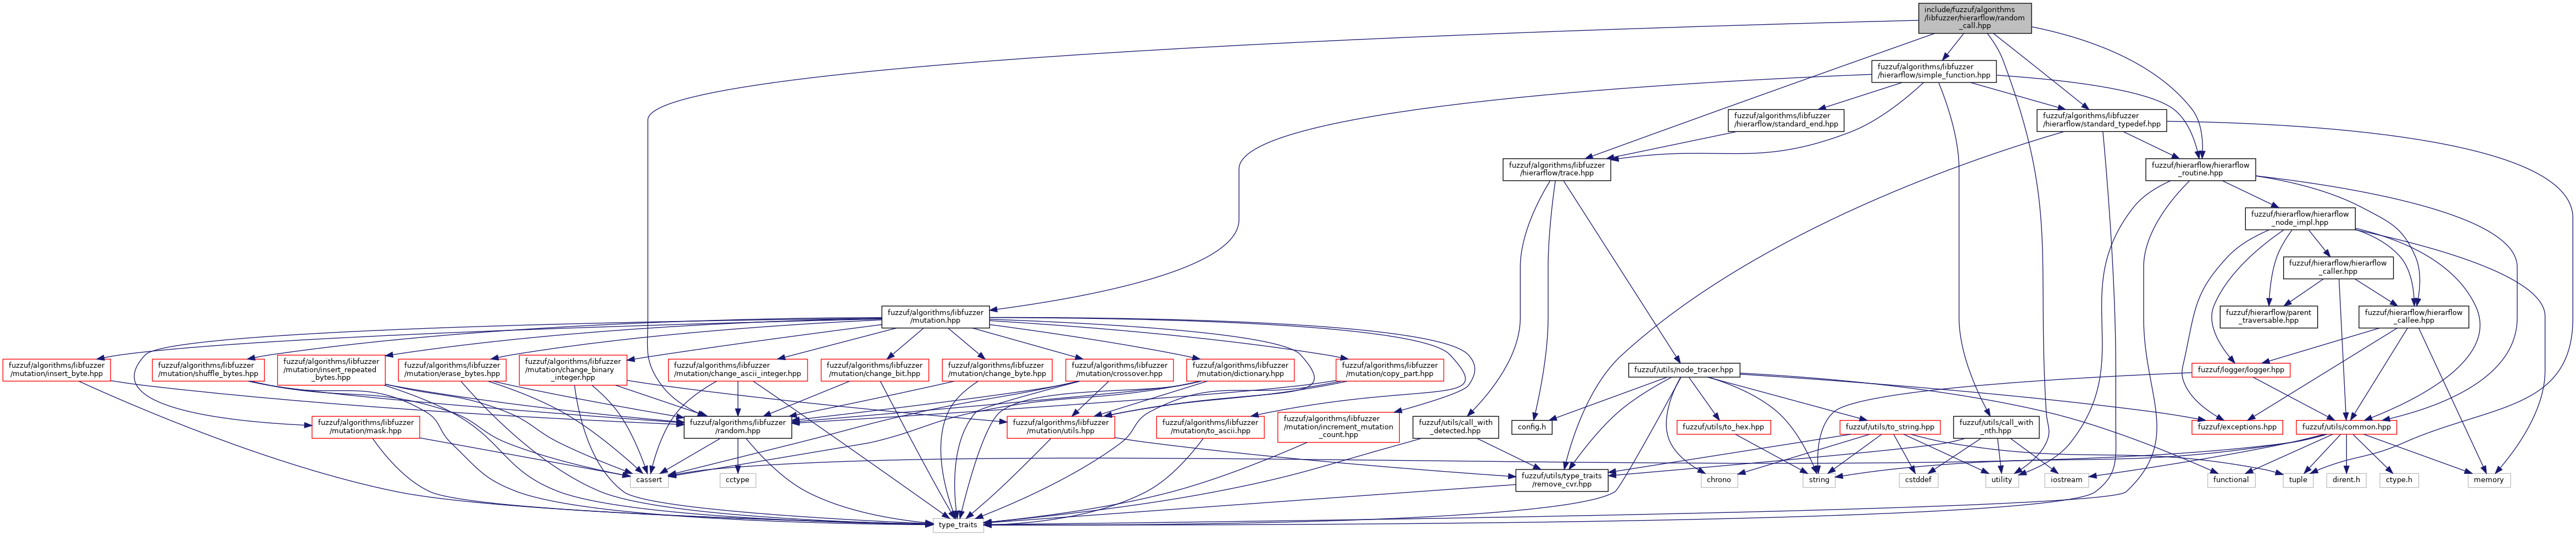 include/fuzzuf/algorithms
/libfuzzer/hierarflow/random
_call.hpp
fuzzuf/algorithms/libfuzzer
/hierarflow/simple_function.hpp
fuzzuf/algorithms/libfuzzer
/hierarflow/standard_end.hpp
fuzzuf/algorithms/libfuzzer
/hierarflow/standard_typedef.hpp
fuzzuf/algorithms/libfuzzer
/hierarflow/trace.hpp
fuzzuf/hierarflow/hierarflow
_routine.hpp
fuzzuf/hierarflow/hierarflow
_node_impl.hpp
fuzzuf/hierarflow/hierarflow
_caller.hpp
fuzzuf/algorithms/libfuzzer
/mutation.hpp
fuzzuf/hierarflow/parent
_traversable.hpp
fuzzuf/hierarflow/hierarflow
_callee.hpp
fuzzuf/algorithms/libfuzzer
/mutation/insert_byte.hpp
fuzzuf/algorithms/libfuzzer
/mutation/shuffle_bytes.hpp
fuzzuf/algorithms/libfuzzer
/mutation/insert_repeated
_bytes.hpp
fuzzuf/algorithms/libfuzzer
/mutation/erase_bytes.hpp
fuzzuf/algorithms/libfuzzer
/mutation/change_binary
_integer.hpp
fuzzuf/algorithms/libfuzzer
/mutation/change_ascii_integer.hpp
fuzzuf/algorithms/libfuzzer
/mutation/change_bit.hpp
fuzzuf/algorithms/libfuzzer
/mutation/change_byte.hpp
fuzzuf/algorithms/libfuzzer
/mutation/crossover.hpp
fuzzuf/algorithms/libfuzzer
/mutation/dictionary.hpp
fuzzuf/algorithms/libfuzzer
/mutation/copy_part.hpp
fuzzuf/utils/node_tracer.hpp
fuzzuf/logger/logger.hpp
fuzzuf/algorithms/libfuzzer
/mutation/mask.hpp
fuzzuf/algorithms/libfuzzer
/random.hpp
fuzzuf/algorithms/libfuzzer
/mutation/utils.hpp
fuzzuf/algorithms/libfuzzer
/mutation/to_ascii.hpp
fuzzuf/algorithms/libfuzzer
/mutation/increment_mutation
_count.hpp
fuzzuf/utils/call_with
_detected.hpp
config.h
fuzzuf/utils/to_hex.hpp
fuzzuf/utils/to_string.hpp
fuzzuf/utils/call_with
_nth.hpp
fuzzuf/exceptions.hpp
fuzzuf/utils/common.hpp
cassert
cctype
fuzzuf/utils/type_traits
/remove_cvr.hpp
chrono
string
cstddef
utility
iostream
functional
tuple
dirent.h
ctype.h
memory
type_traits